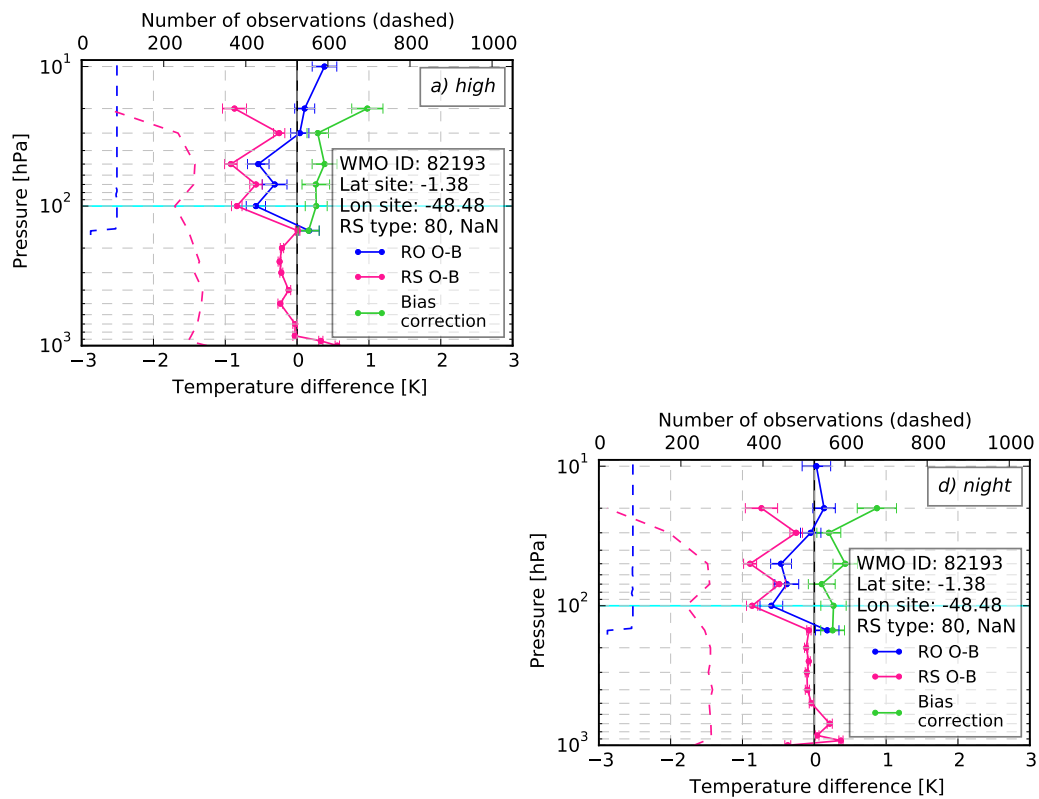 Number of observations (dashed)
0 200 400 600 800 1000
10¹
a) high
WMO ID: 82193
Lat site: -1.38
10²
Lon site: -48.48
RS type: 80, NaN
Pressure [hPa]
RO O-B
RS O-B
Bias
correction
10³
−3 −2 −1 0 1 2 3
Temperature difference [K]
Number of observations (dashed)
0 200 400 600 800 1000
10¹
d) night
WMO ID: 82193
Lat site: -1.38
10²
Lon site: -48.48
RS type: 80, NaN
Pressure [hPa]
RO O-B
RS O-B
Bias
correction
10³
−3 −2 −1 0 1 2 3
Temperature difference [K]